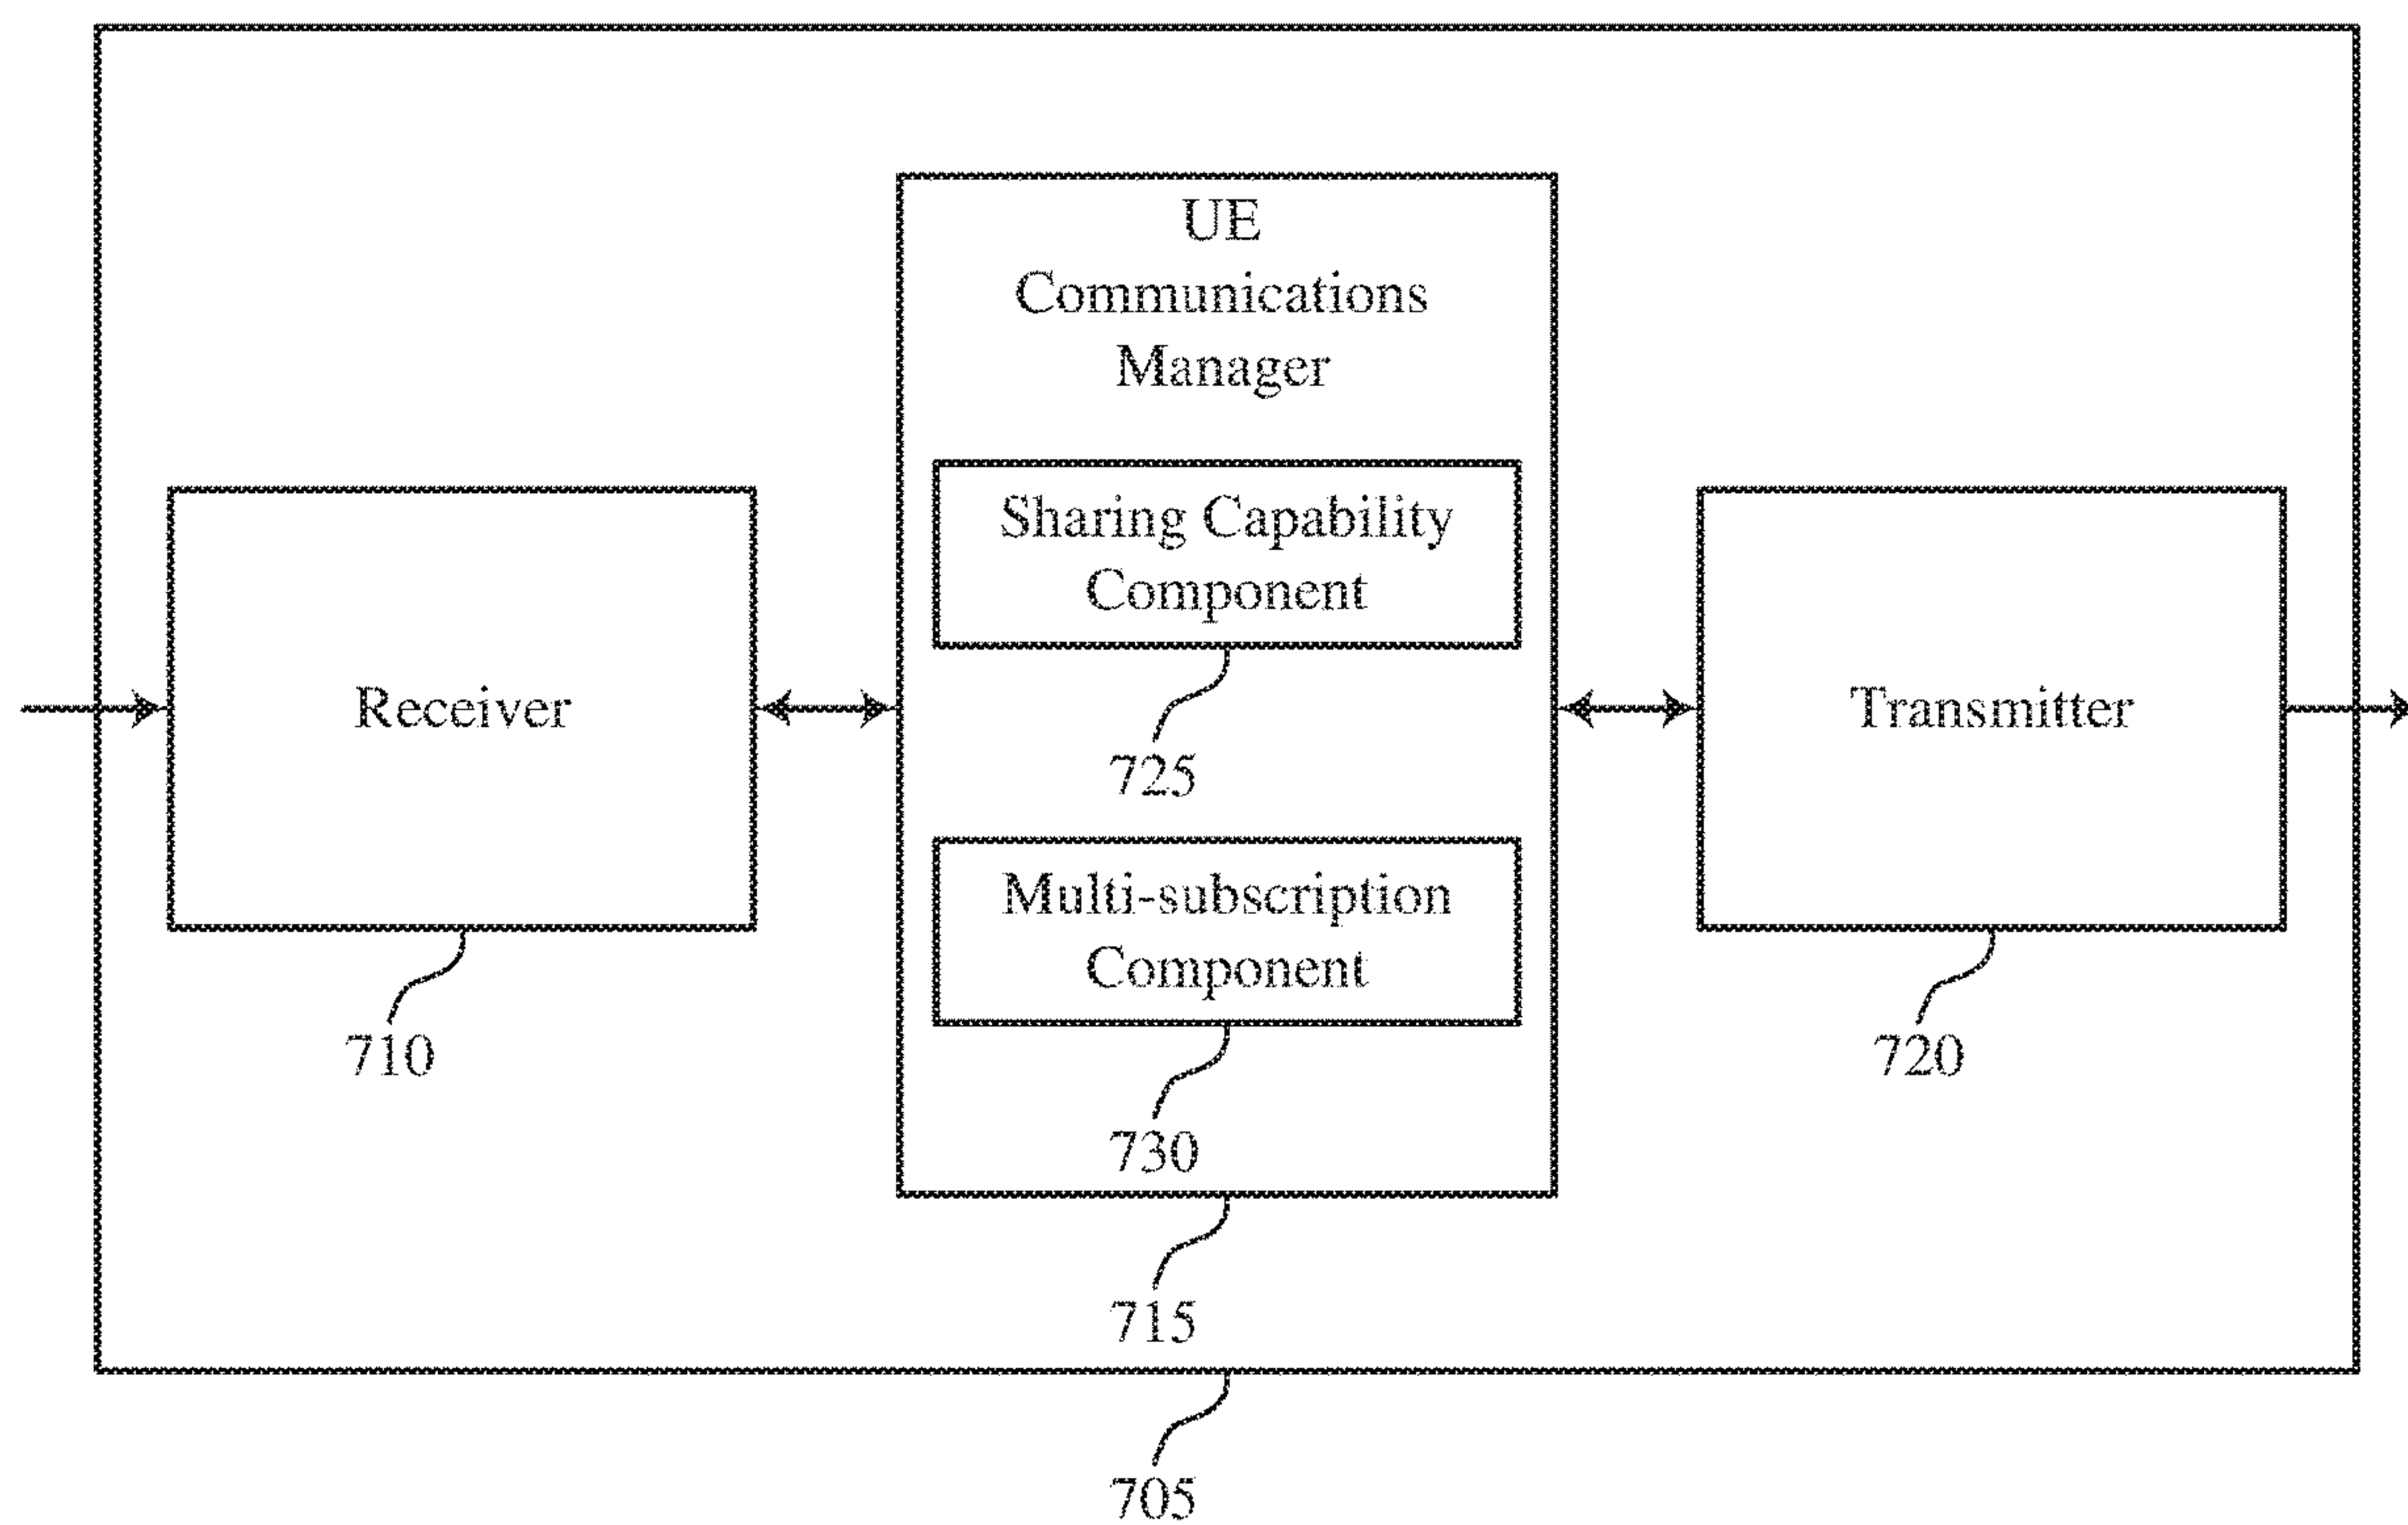 UE
Communications
Manager
Sharing Capability
Component
Receiver
Transmitter
725
Multi-subscription
Component
710
720
730
715
705